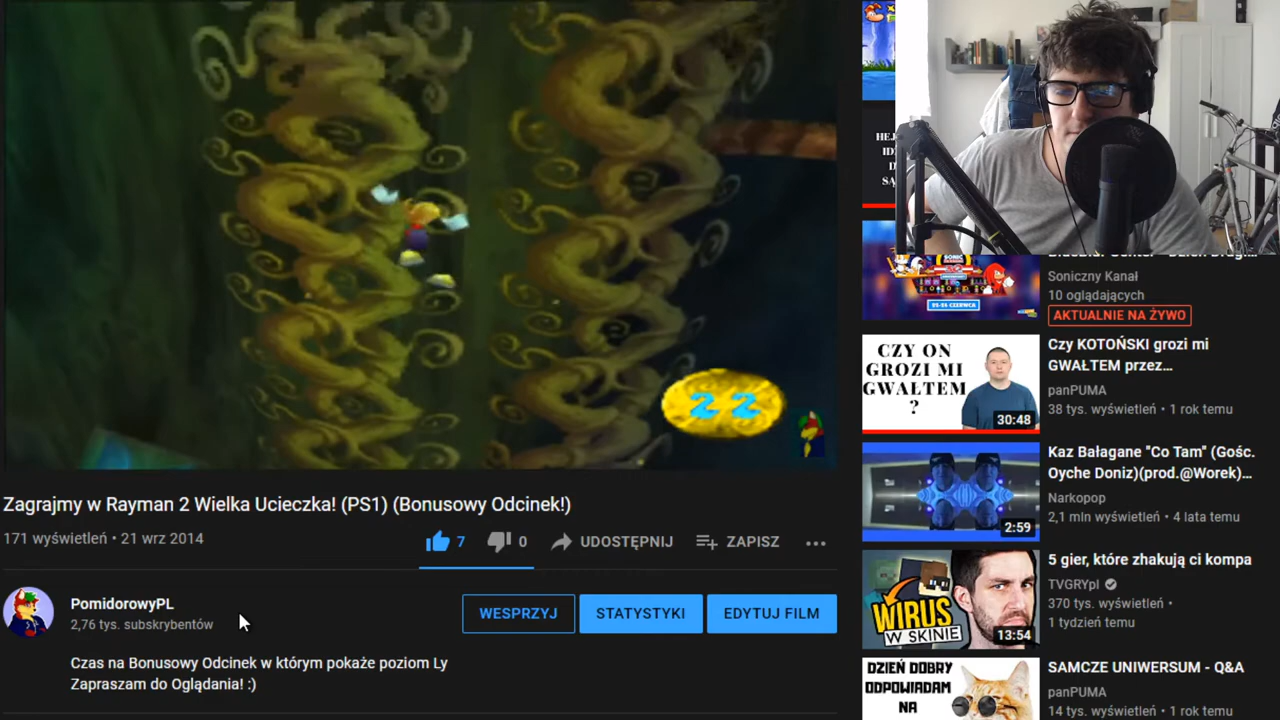 22
Zagrajmy w Rayman 2 Wielka Ucieczka! (PS1) (Bonusowy Odcinek!)
171 wyświetleń • 21 wrz 2014
7
0
UDOSTĘPNIJ
ZAPISZ
PomidorowyPL
2,76 tys. subskrybentów
WESPRZYJ
STATYSTYKI
EDYTUJ FILM
Czas na Bonusowy Odcinek w którym pokaże poziom Ly
Zapraszam do Oglądania! :)
Soniczny Kanał
10 oglądających
AKTUALNIE NA ŻYWO
CZY ON
GROZI MI
GWAŁTEM
?
30:48
Czy KOTOŃSKI grozi mi
GWAŁTEM przez...
panPUMA
38 tys. wyświetleń • 1 rok temu
2:59
Kaz Bałagane "Co Tam" (Gośc.
Oyche Doniz)(prod.@Worek)...
Narkopop
2,1 mln wyświetleń • 4 lata temu
WIRUS
W SKINIE
13:54
5 gier, które zhakują ci kompa
TVGRYpl
370 tys. wyświetleń •
1 tydzień temu
DZIEŃ DOBRY
ODPOWIADAM
NA
SAMCZE UNIWERSUM - Q&A
panPUMA
14 tys. wyświetleń • 1 rok temu